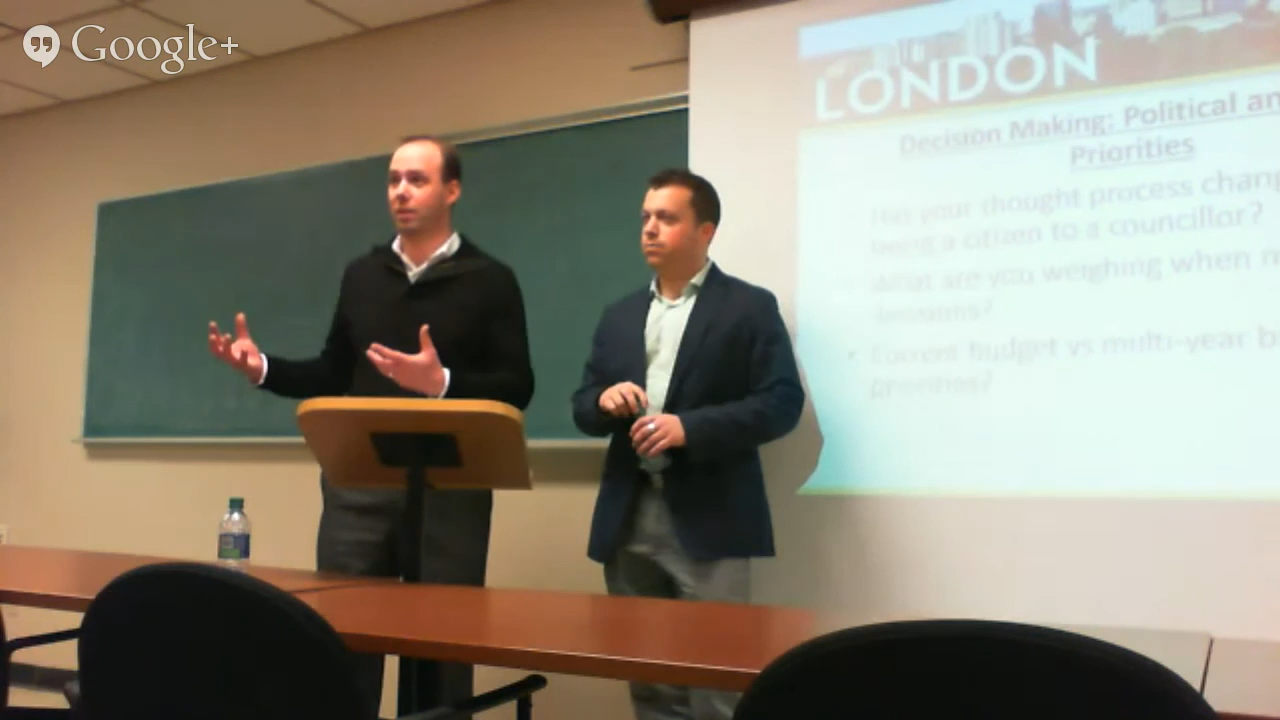 Google+
LONDON
Decision Making: Political an
Priorities
Has your thought process chang
being a citizen to a councillor?
What are you weighing when m
decisions?
• Current budget vs multi-year b
priorities?